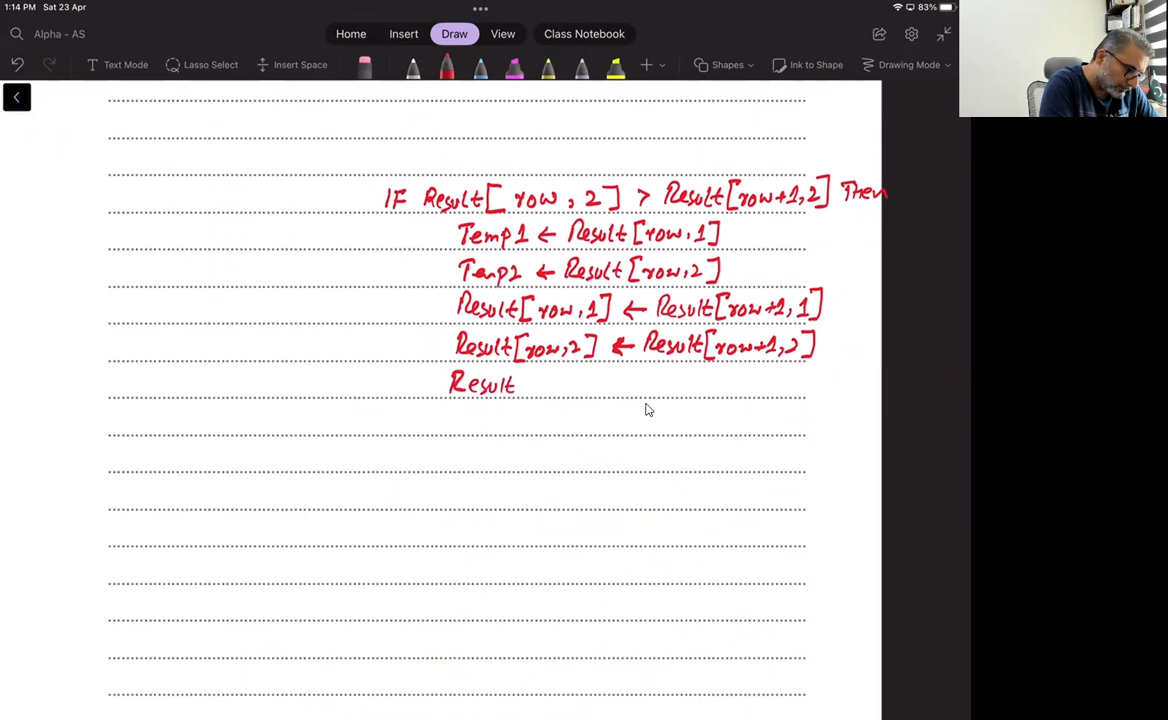 1:14 PM Sat 23 Apr
83%
Alpha - AS
Home Insert Draw View Class Notebook
Text Mode Lasso Select Insert Space Shapes Ink to Shape Drawing Mode
IF Result[row, 2] > Result[row+1,2] Then
Temp1 ← Result[row,1]
Temp2 ← Result[row,2]
Result[row,1] ← Result[row+1,1]
Result[row,2] ← Result[row+1,2]
Result